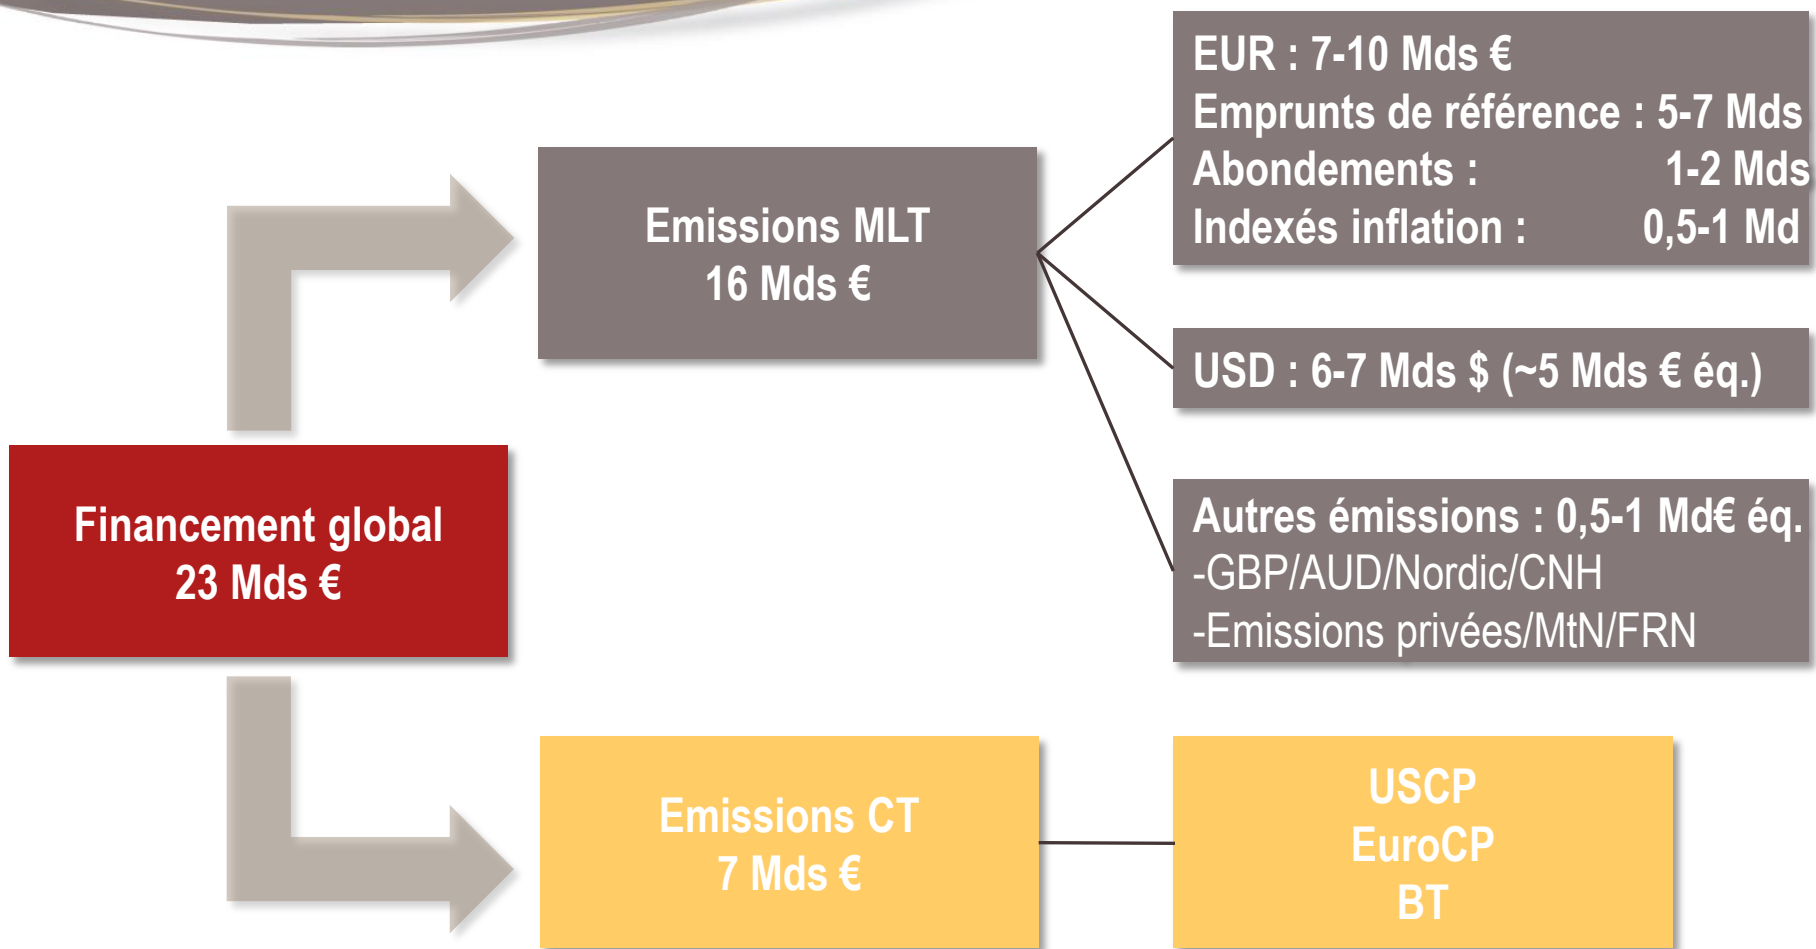 Financement global
23 Mds €
Emissions MLT
16 Mds €
EUR : 7-10 Mds €
Emprunts de référence : 5-7 Mds
Abondements : 1-2 Mds
Indexés inflation : 0,5-1 Md
USD : 6-7 Mds $ (~5 Mds € éq.)
Autres émissions : 0,5-1 Md€ éq.
-GBP/AUD/Nordic/CNH
-Emissions privées/MtN/FRN
Emissions CT
7 Mds €
USCP
EuroCP
BT